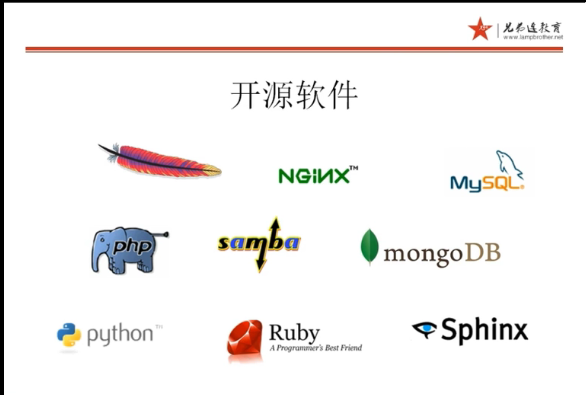 兄弟连教育
www.lampbrother.net
开源软件
NGiNX™
MySQL®
php
samba
mongoDB
python™
Ruby
A Programmer's Best Friend
Sphinx